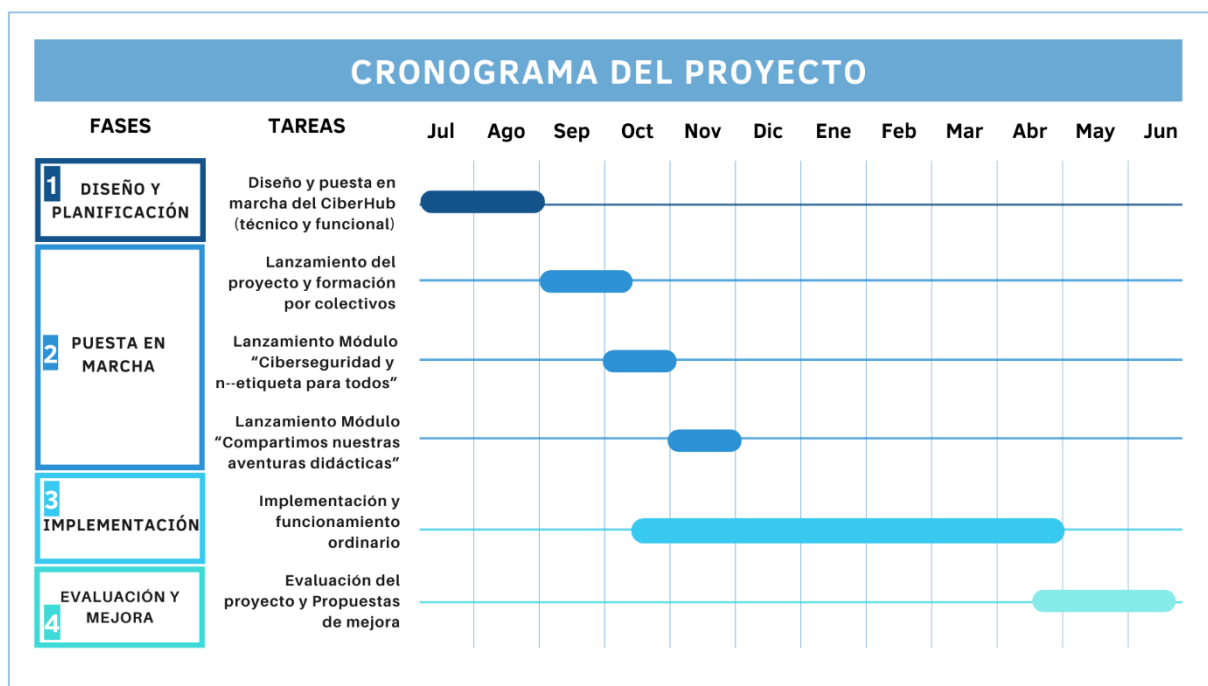 CRONOGRAMA DEL PROYECTO
FASES
TAREAS
Jul
Ago
Sep
Oct
Nov
Dic
Ene
Feb
Mar
Abr
May
Jun
1
DISEÑO Y
PLANIFICACIÓN
Diseño y puesta en
marcha del CiberHub
(técnico y funcional)
2
PUESTA EN
MARCHA
Lanzamiento del
proyecto y formación
por colectivos
Lanzamiento Módulo
“Ciberseguridad y
n--etiqueta para todos”
Lanzamiento Módulo
“Compartimos nuestras
aventuras didácticas”
3
IMPLEMENTACIÓN
Implementación y
funcionamiento
ordinario
4
EVALUACIÓN Y
MEJORA
Evaluación del
proyecto y Propuestas
de mejora